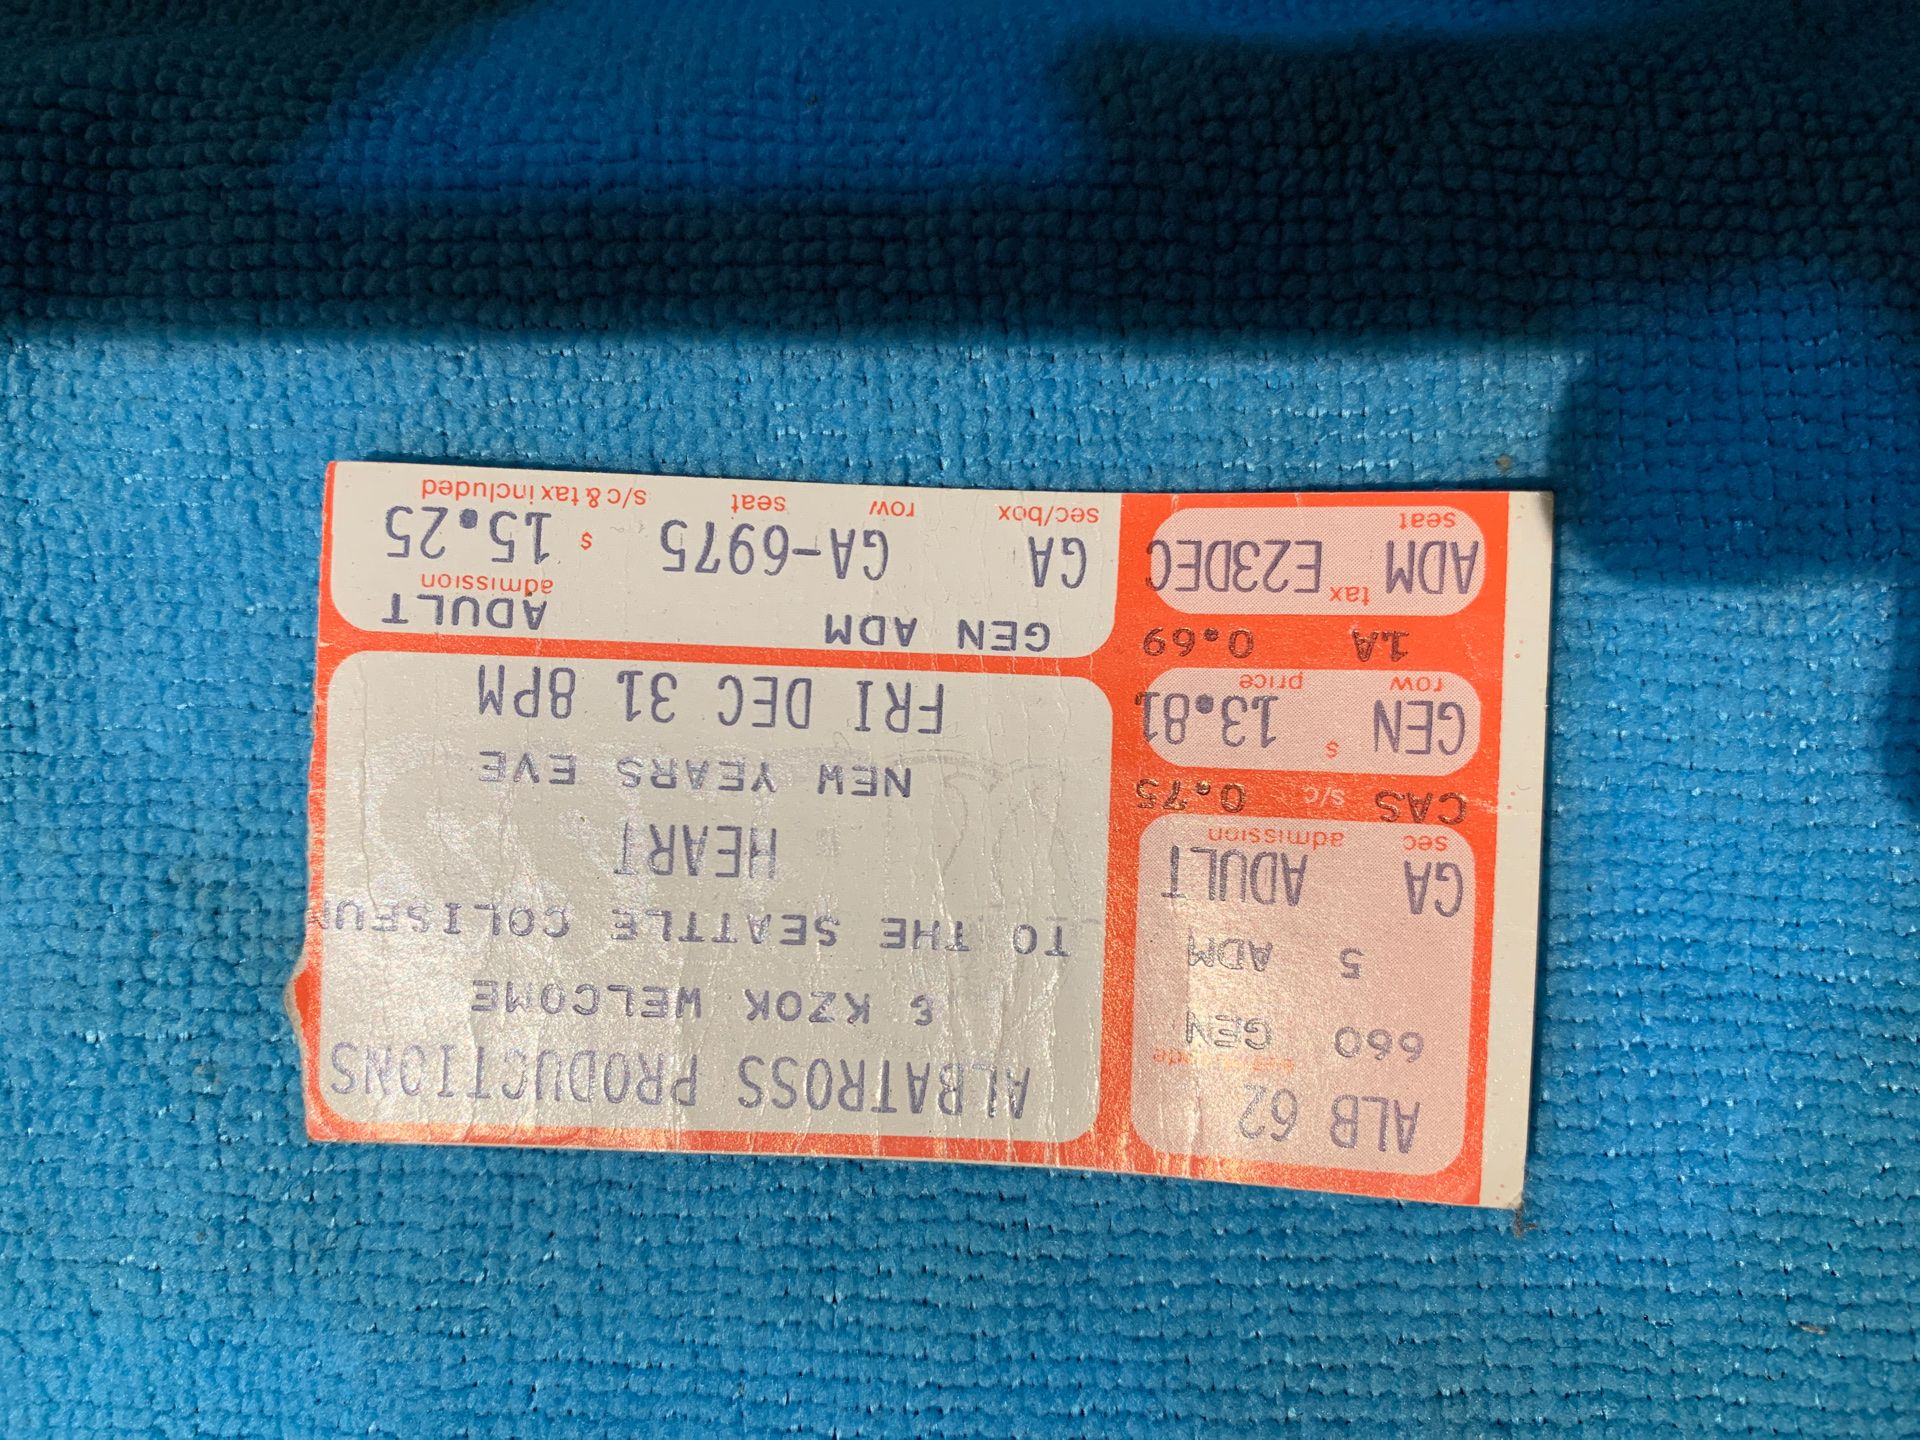 ALB 62
660 GEN
5 ADM
GA ADULT
sec admission
CAS s/c 0.75
GEN $ 13.81
row price
1A 0.69
ADM tax E23DEC
seat
ALBATROSS PRODUCTIONS
& KZOK WELCOME
TO THE SEATTLE COLISEUM
HEART
NEW YEARS EVE
FRI DEC 31 8PM
GEN ADM ADULT
admission
GA GA-6975 $ 15.25
sec/box row seat s/c & tax included